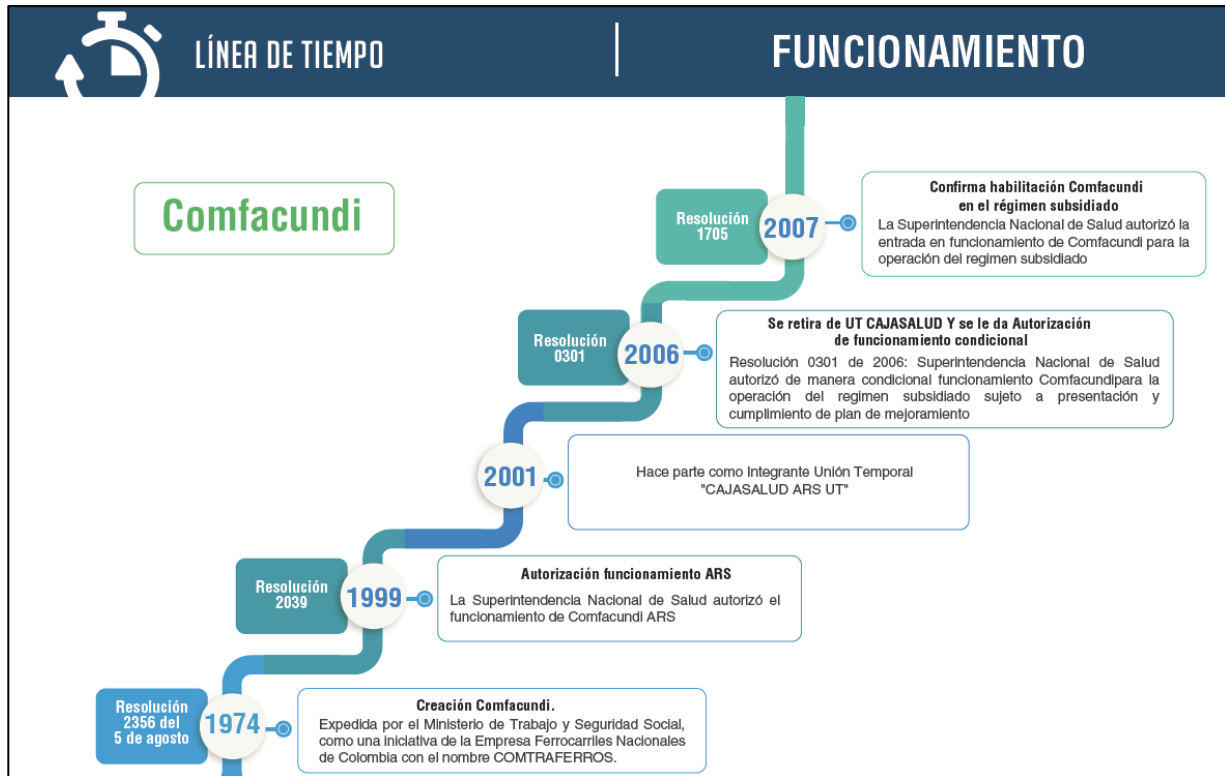 LÍNEA DE TIEMPO
FUNCIONAMIENTO
Comfacundi
Resolución
1705
2007
Confirma habilitación Comfacundi
en el régimen subsidiado
La Superintendencia Nacional de Salud autorizó la
entrada en funcionamiento de Comfacundi para la
operación del regimen subsidiado
Resolución
0301
2006
Se retira de UT CAJASALUD Y se le da Autorización
de funcionamiento condicional
Resolución 0301 de 2006: Superintendencia Nacional de Salud
autorizó de manera condicional funcionamiento Comfacundipara la
operación del regimen subsidiado sujeto a presentación y
cumplimiento de plan de mejoramiento
2001
Hace parte como Integrante Unión Temporal
"CAJASALUD ARS UT"
Resolución
2039
1999
Autorización funcionamiento ARS
La Superintendencia Nacional de Salud autorizó el
funcionamiento de Comfacundi ARS
Resolución
2356 del
5 de agosto
1974
Creación Comfacundi.
Expedida por el Ministerio de Trabajo y Seguridad Social,
como una iniciativa de la Empresa Ferrocarriles Nacionales
de Colombia con el nombre COMTRAFERROS.